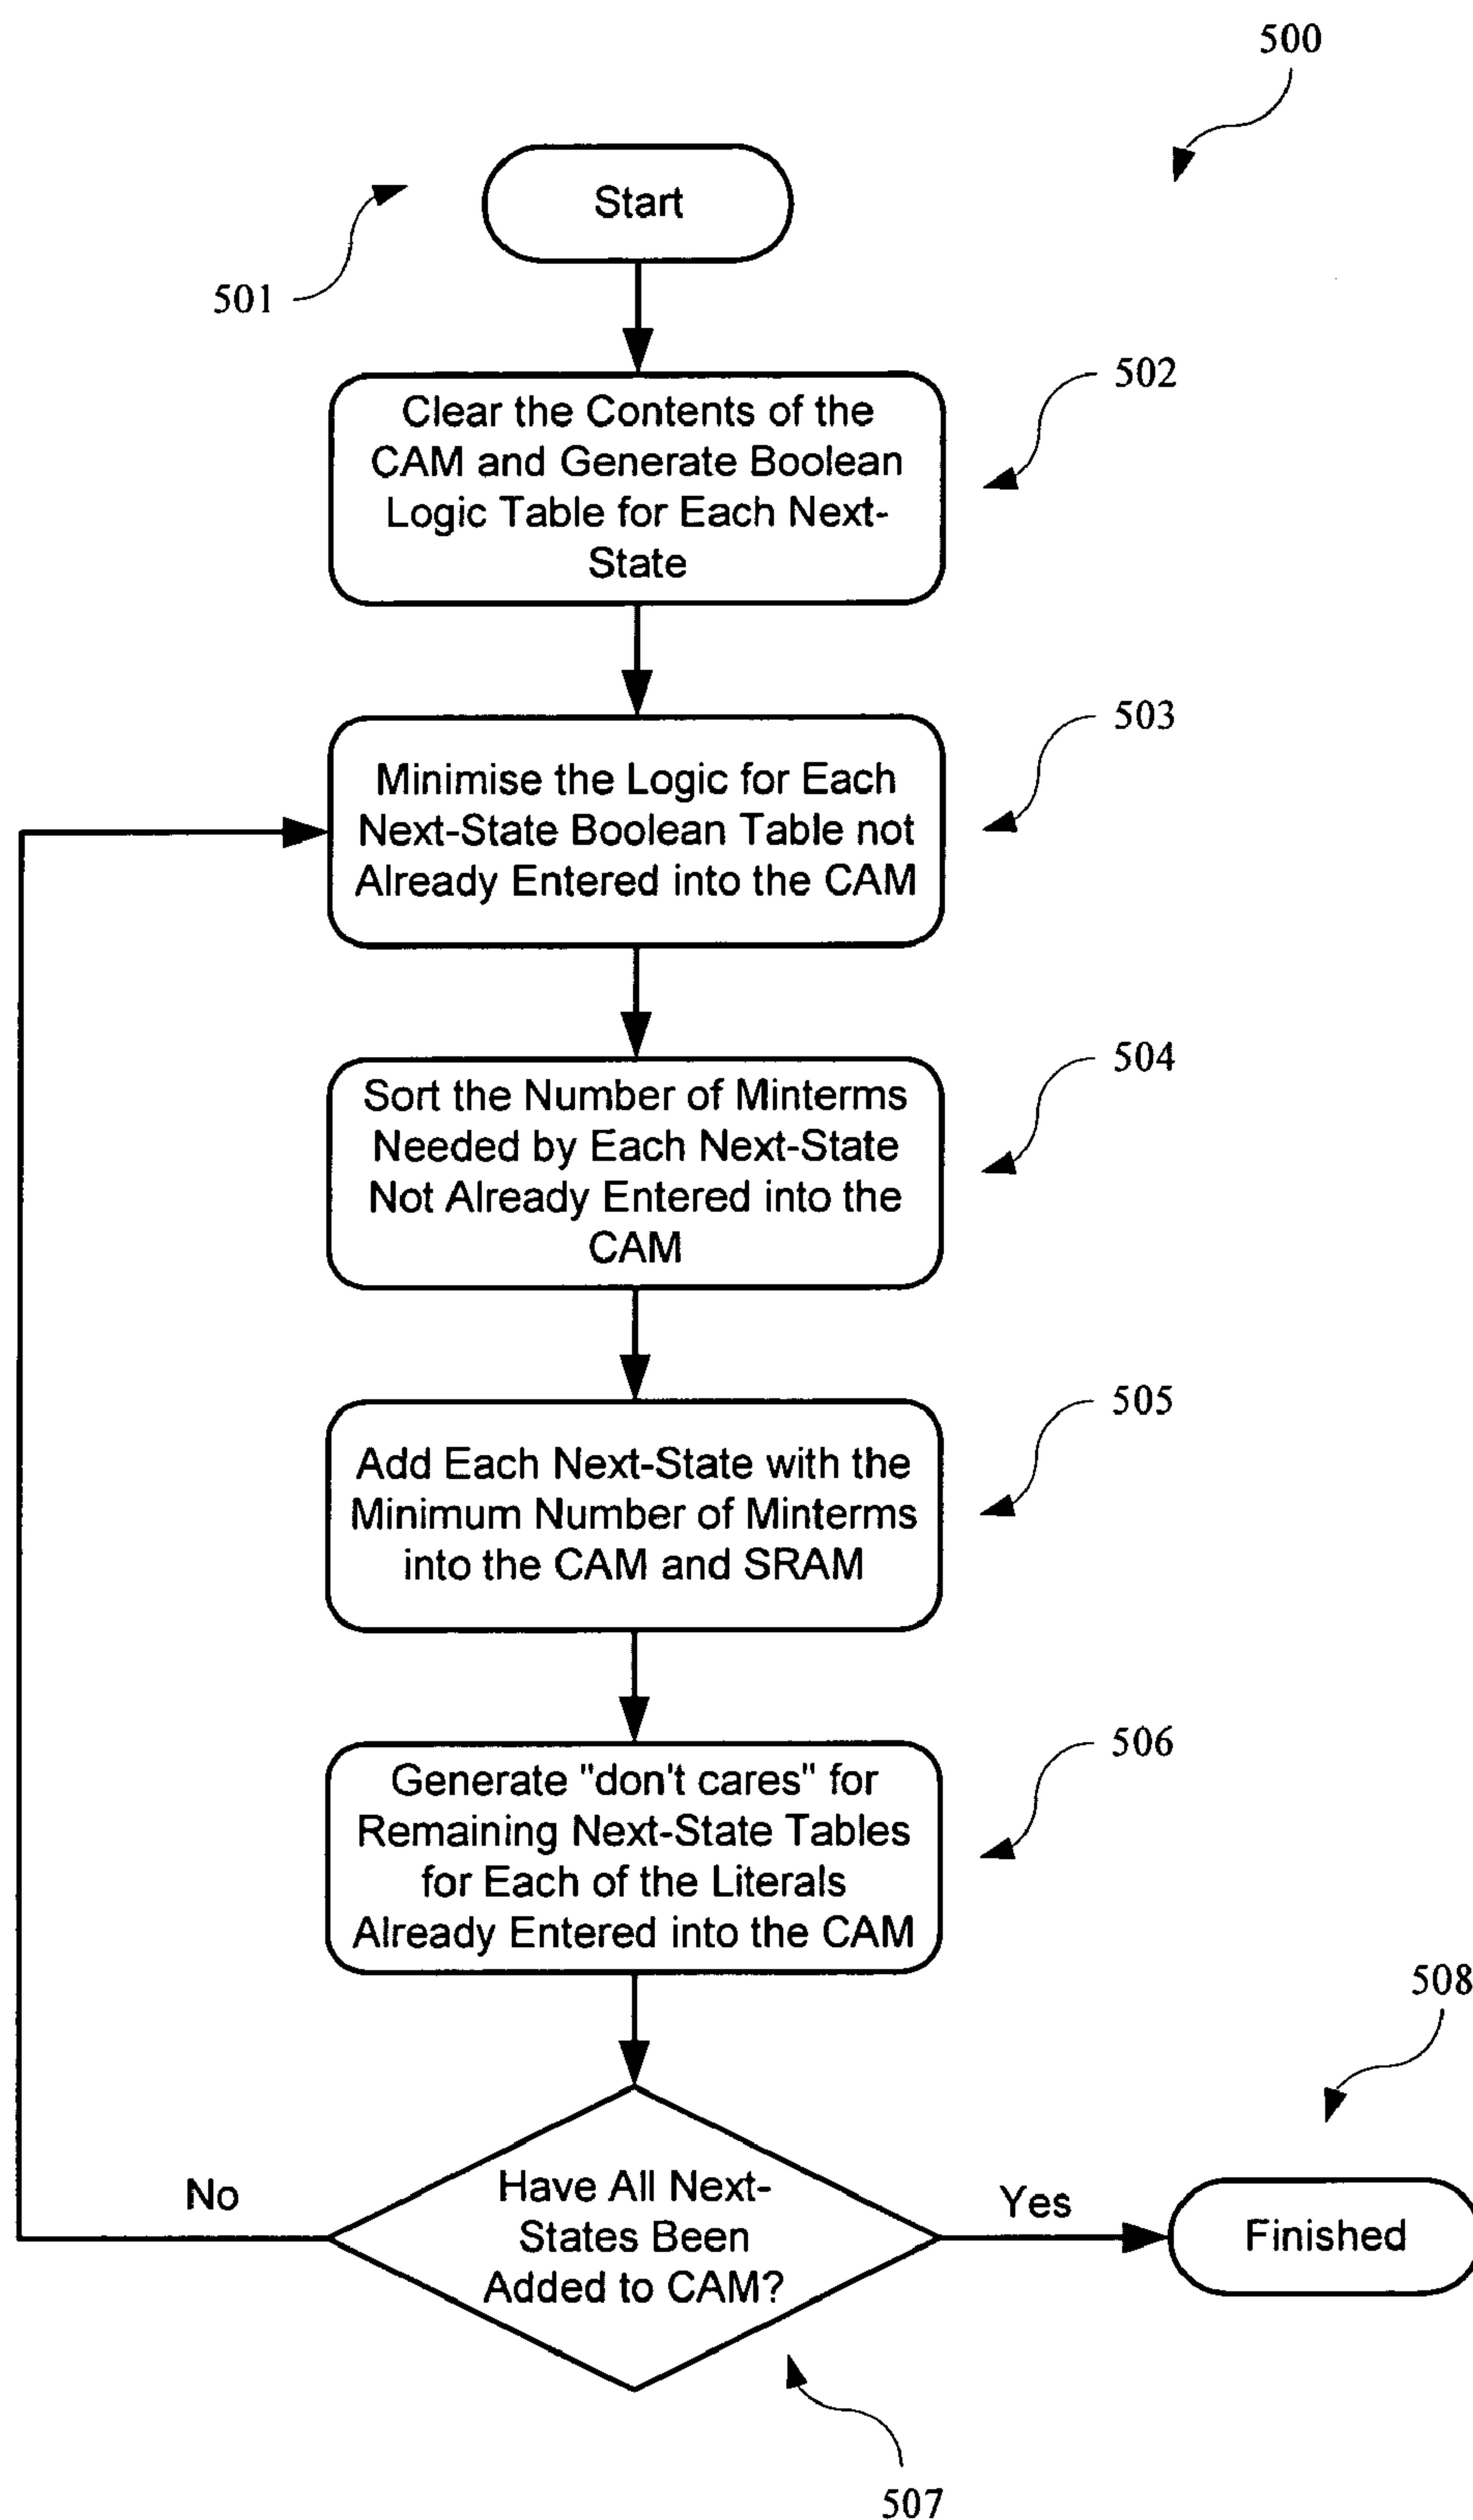 500
Start
501
502
Clear the Contents of the
CAM and Generate Boolean
Logic Table for Each Next-
State
503
Minimise the Logic for Each
Next-State Boolean Table not
Already Entered into the CAM
504
Sort the Number of Minterms
Needed by Each Next-State
Not Already Entered into the
CAM
505
Add Each Next-State with the
Minimum Number of Minterms
into the CAM and SRAM
506
Generate "don't cares" for
Remaining Next-State Tables
for Each of the Literals
Already Entered into the CAM
508
No
Have All Next-
States Been
Added to CAM?
Yes
Finished
507